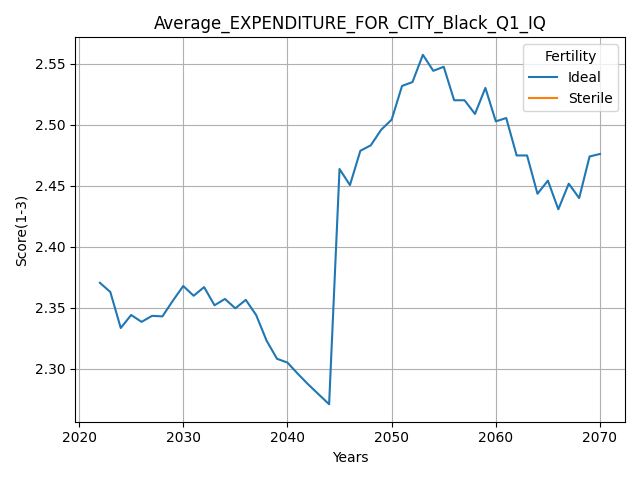 Average_EXPENDITURE_FOR_CITY_Black_Q1_IQ
Fertility
Ideal
Sterile
Score(1-3)
2.55
2.50
2.45
2.40
2.35
2.30
2020
2030
2040
2050
2060
2070
Years